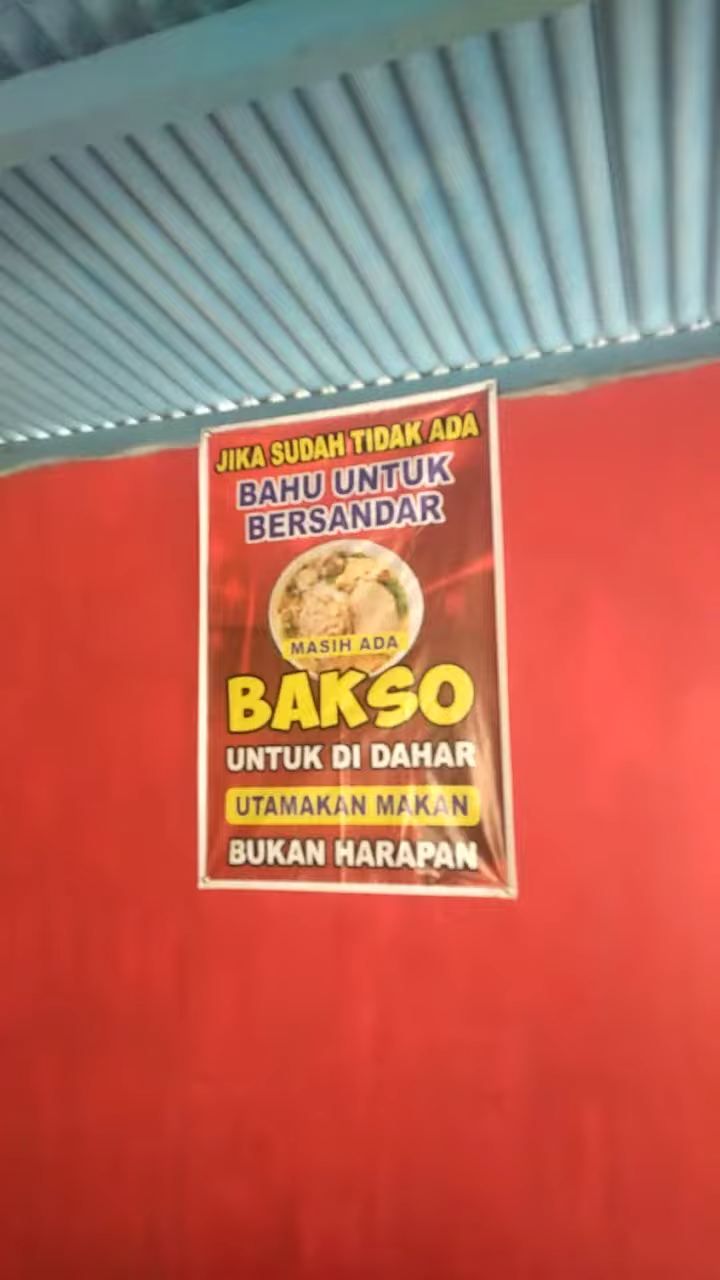 JIKA SUDAH TIDAK ADA
BAHU UNTUK
BERSANDAR
MASIH ADA
BAKSO
UNTUK DI DAHAR
UTAMAKAN MAKAN
BUKAN HARAPAN